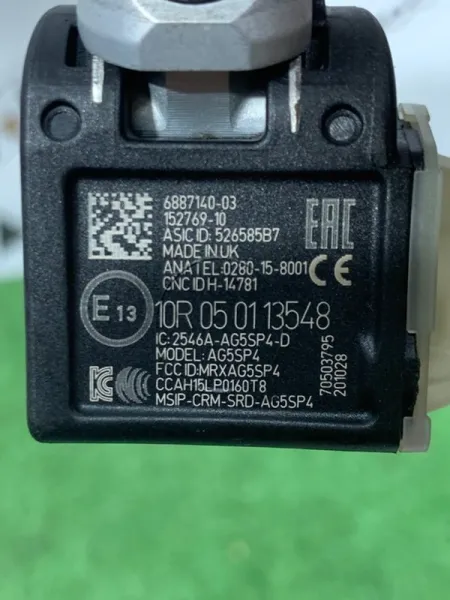 6887140-03
152769-10
ASIC ID: 526585B7
MADE IN UK
ANATEL:0280-15-8001
CNC ID H-14781
EAC
CE
E 13
10R 05 01 13548
IC: 2546A-AG5SP4-D
MODEL: AG5SP4
FCC ID:MRXAG5SP4
CCAH15LP0160T8
MSIP-CRM-SRD-AG5SP4
70503795
201028